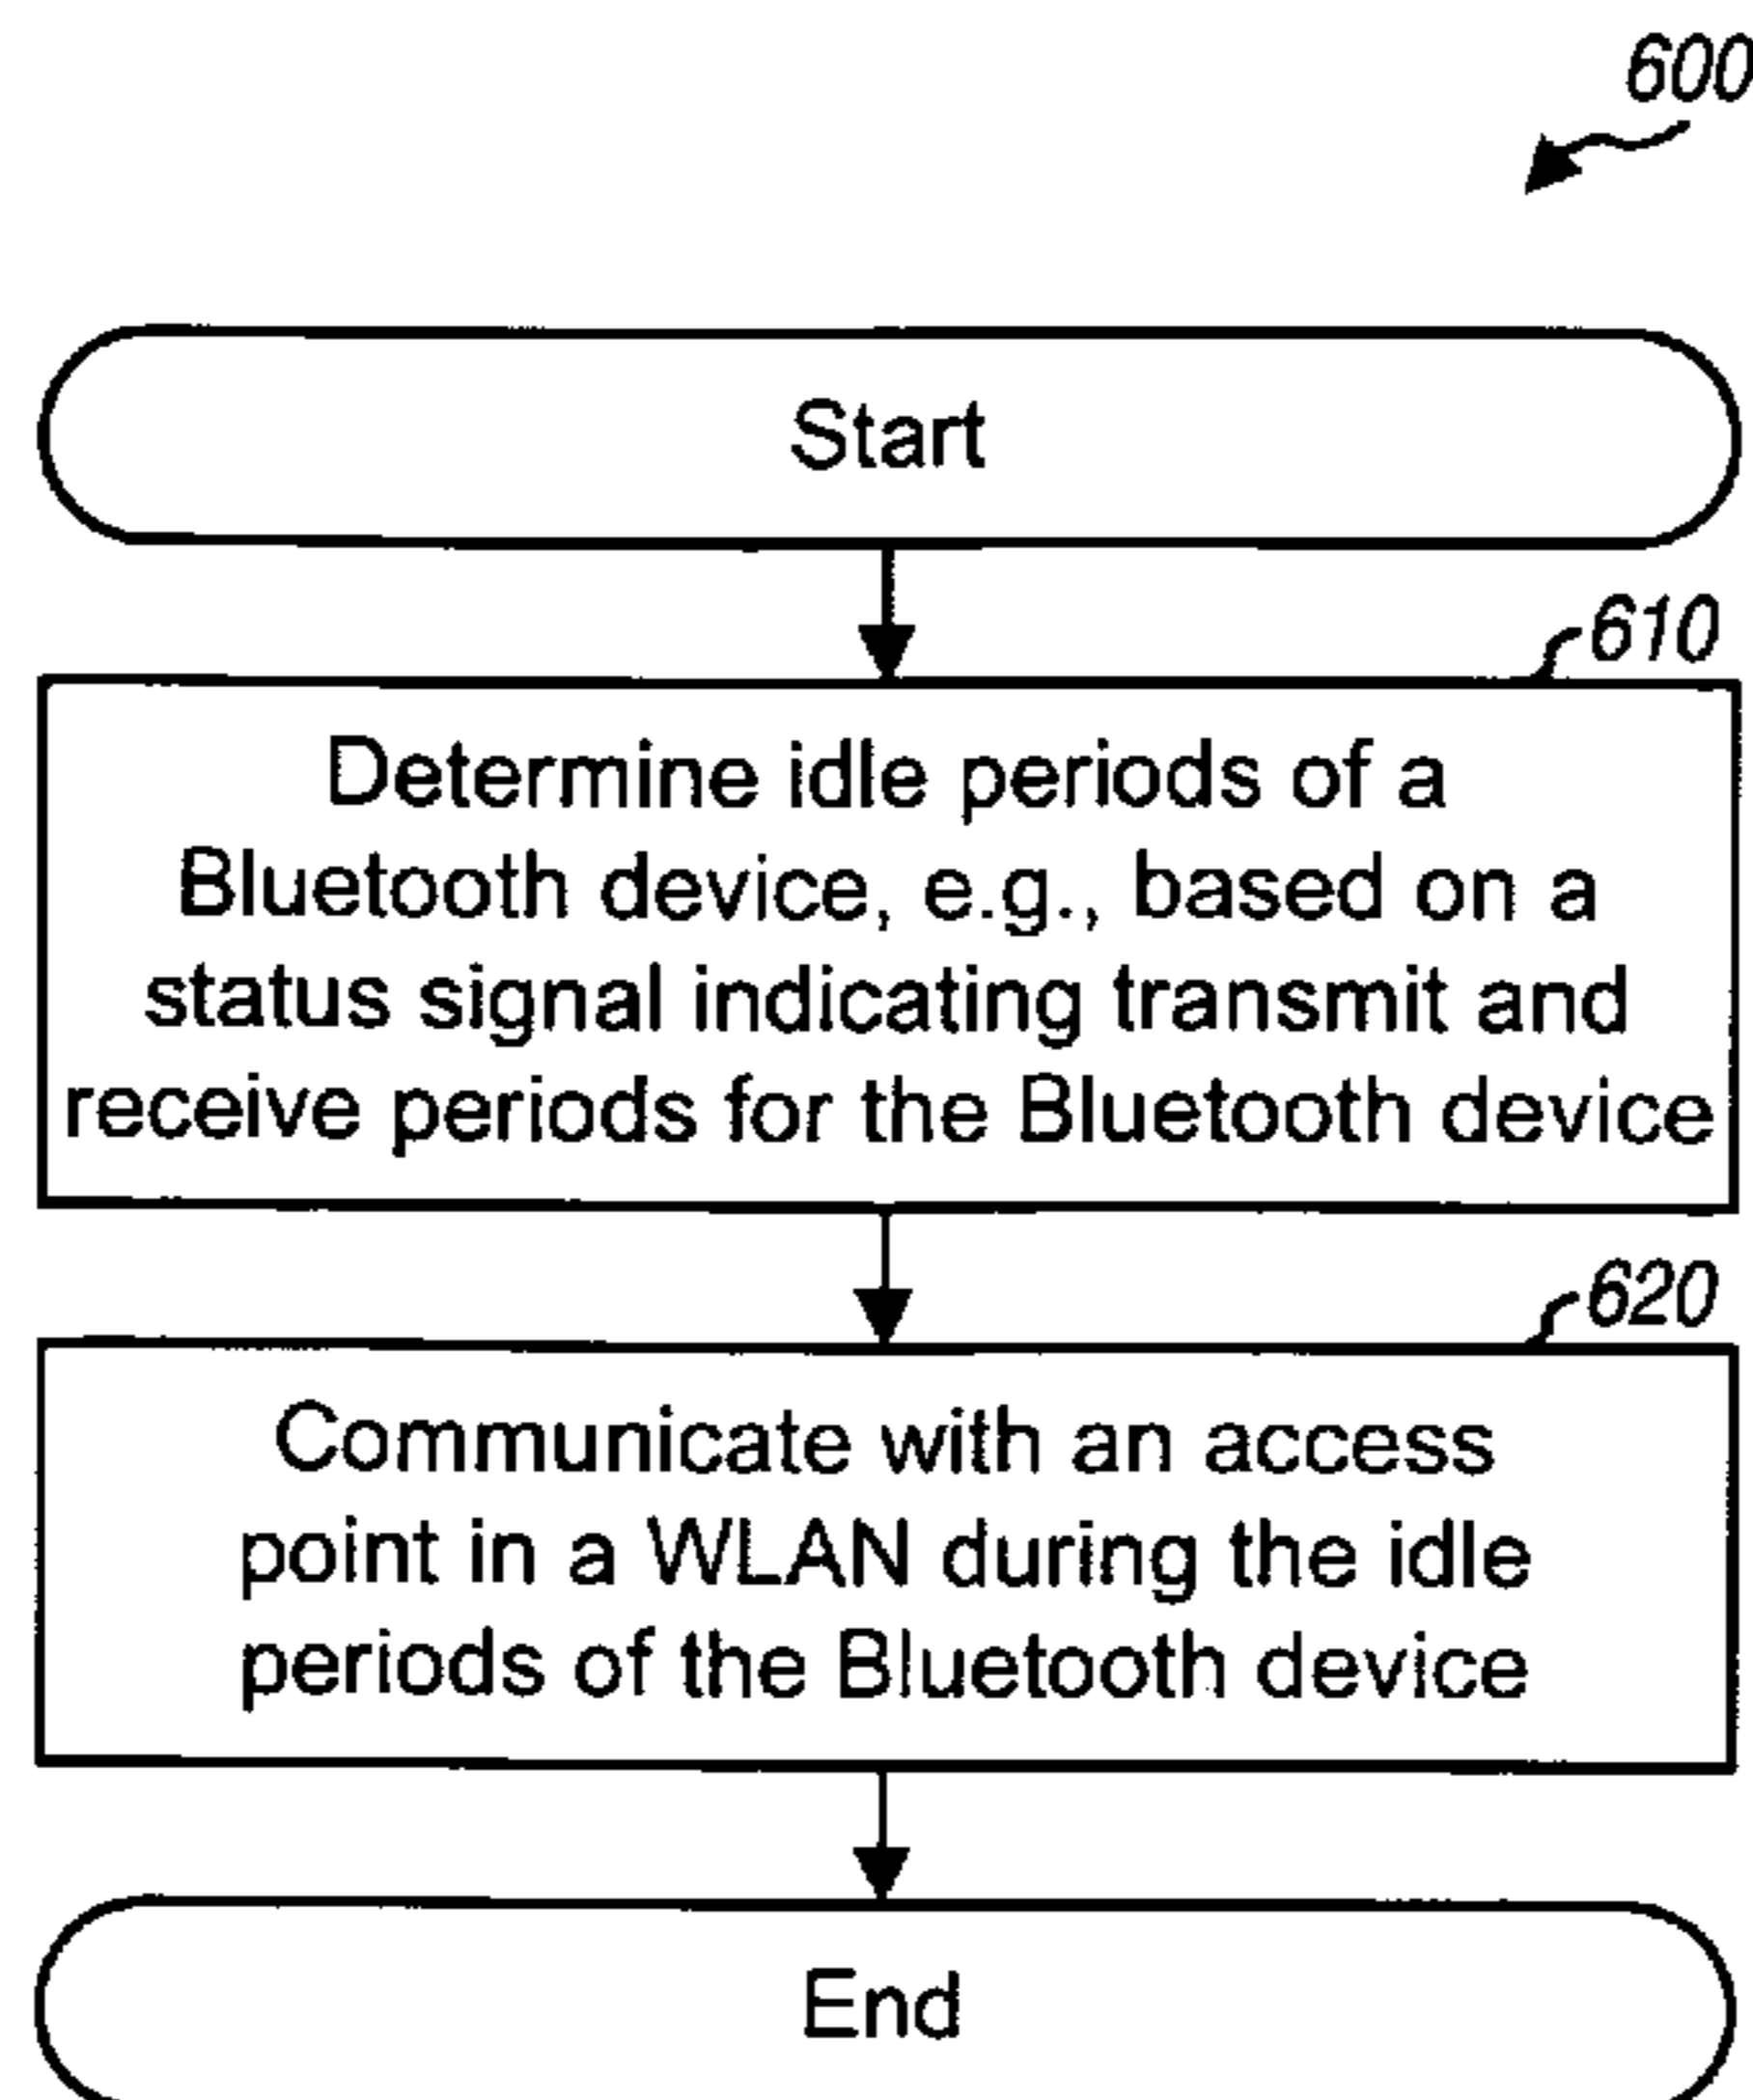 600
Start
610
Determine idle periods of a
Bluetooth device, e.g., based on a
status signal indicating transmit and
receive periods for the Bluetooth device
620
Communicate with an access
point in a WLAN during the idle
periods of the Bluetooth device
End